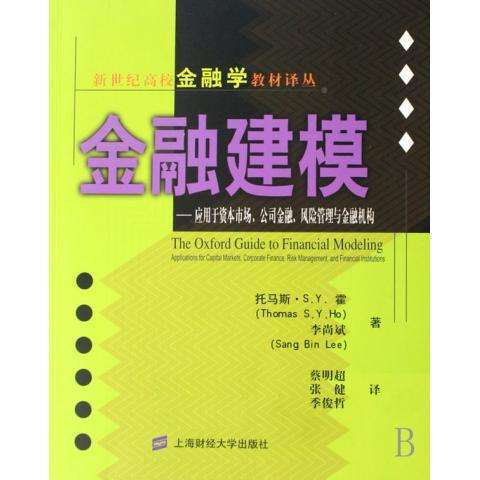 新世纪高校金融学教材译丛
金融建模
——应用于资本市场、公司金融、风险管理与金融机构
The Oxford Guide to Financial Modeling
Applications for Capital Markets, Corporate Finance, Risk Management, and Financial Institutions
托马斯·S.Y.霍
(Thomas S.Y.Ho)
李尚斌 著
(Sang Bin Lee)
蔡明超
张健 译
季俊哲
上海财经大学出版社
B